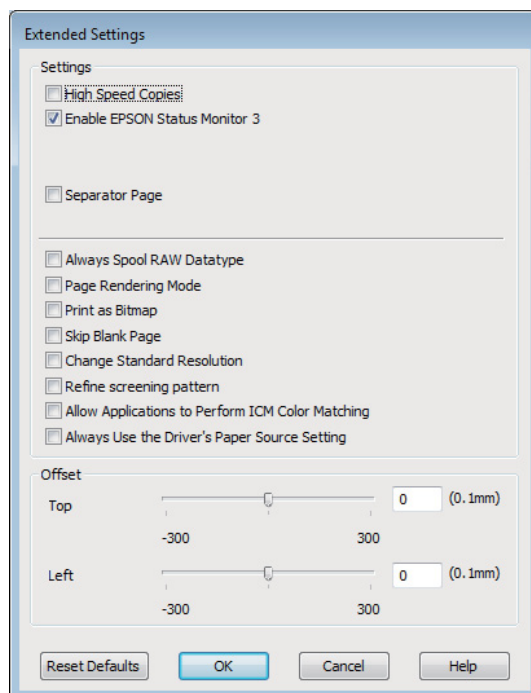 Extended Settings
Settings
High Speed Copies
Enable EPSON Status Monitor 3
Separator Page
Always Spool RAW Datatype
Page Rendering Mode
Print as Bitmap
Skip Blank Page
Change Standard Resolution
Refine screening pattern
Allow Applications to Perform ICM Color Matching
Always Use the Driver's Paper Source Setting
Offset
Top 0 (0.1mm)
-300 300
Left 0 (0.1mm)
-300 300
Reset Defaults OK Cancel Help